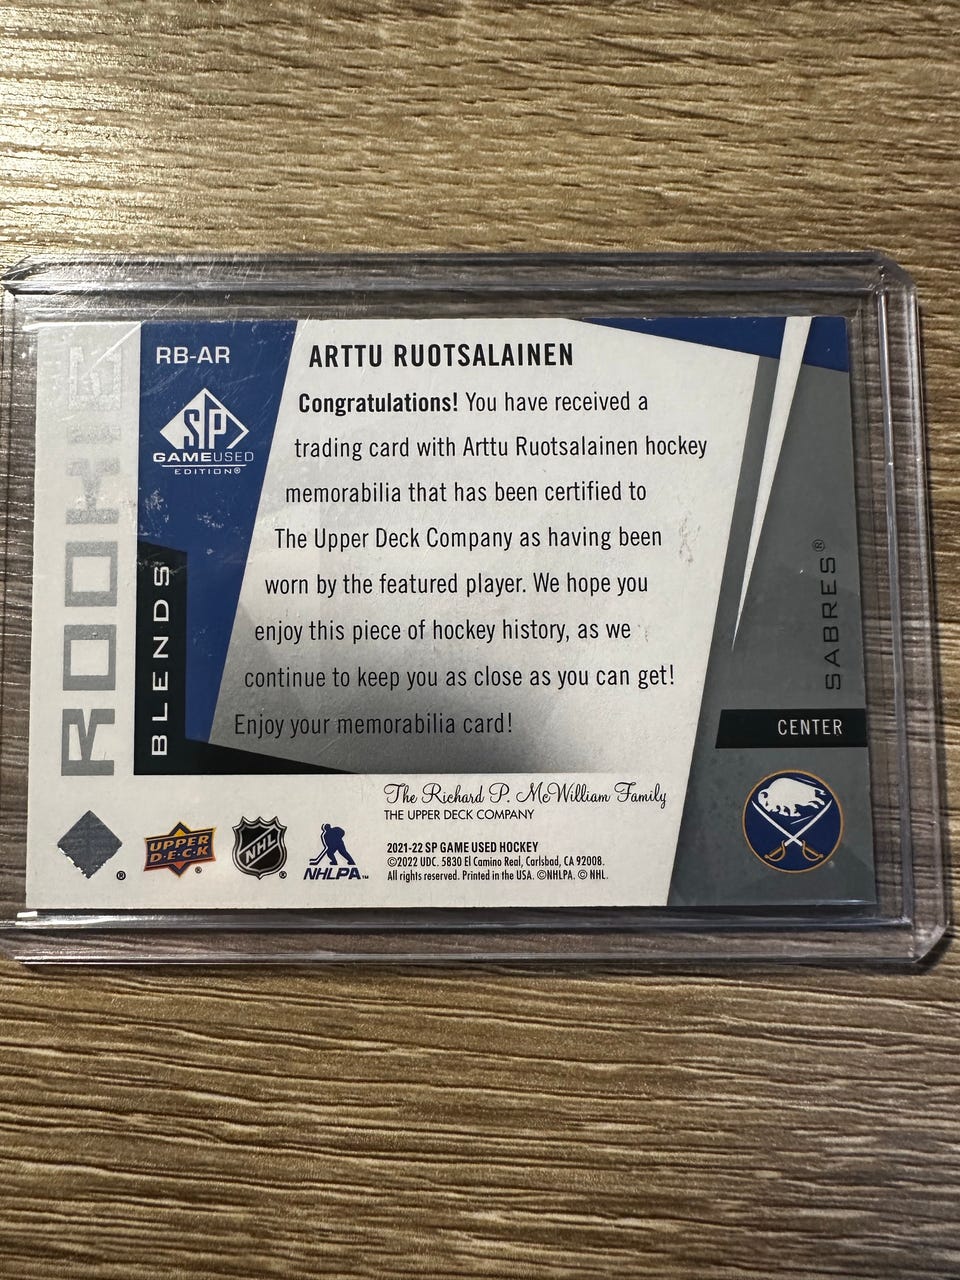 ROOKIE
BLENDS
RB-AR
SP
GAMEUSED
EDITION®
ARTTU RUOTSALAINEN
Congratulations! You have received a
trading card with Arttu Ruotsalainen hockey
memorabilia that has been certified to
The Upper Deck Company as having been
worn by the featured player. We hope you
enjoy this piece of hockey history, as we
continue to keep you as close as you can get!
Enjoy your memorabilia card!
SABRES®
CENTER
The Richard P. McWilliam Family
THE UPPER DECK COMPANY
®
UPPER
D·E·C·K
®
NHL
®
NHLPA™
2021-22 SP GAME USED HOCKEY
©2022 UDC. 5830 El Camino Real, Carlsbad, CA 92008.
All rights reserved. Printed in the USA. ©NHLPA. © NHL.